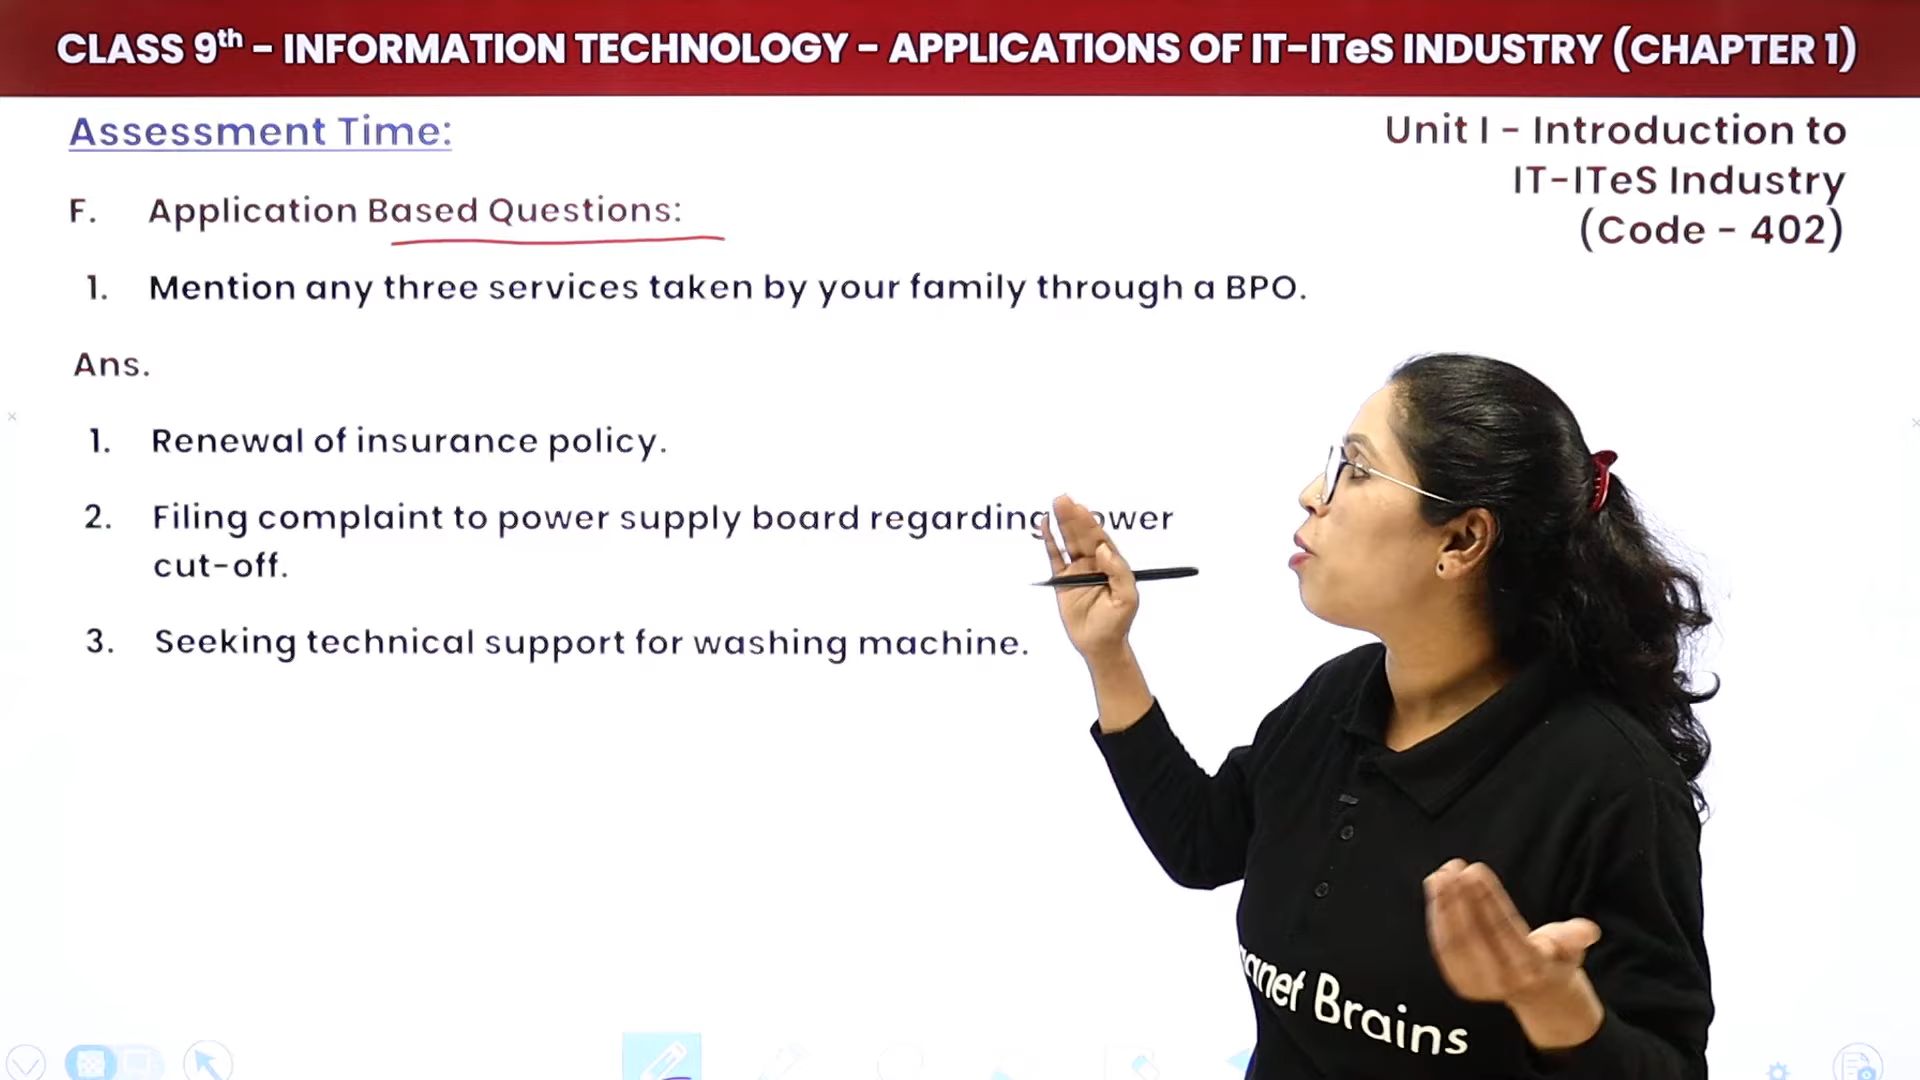 CLASS 9th – INFORMATION TECHNOLOGY – APPLICATIONS OF IT-ITeS INDUSTRY (CHAPTER 1)
Assessment Time:
Unit I - Introduction to
IT-ITeS Industry
(Code - 402)
F. Application Based Questions:
1. Mention any three services taken by your family through a BPO.
Ans.
1. Renewal of insurance policy.
2. Filing complaint to power supply board regarding ower
cut-off.
3. Seeking technical support for washing machine.
anet Brains